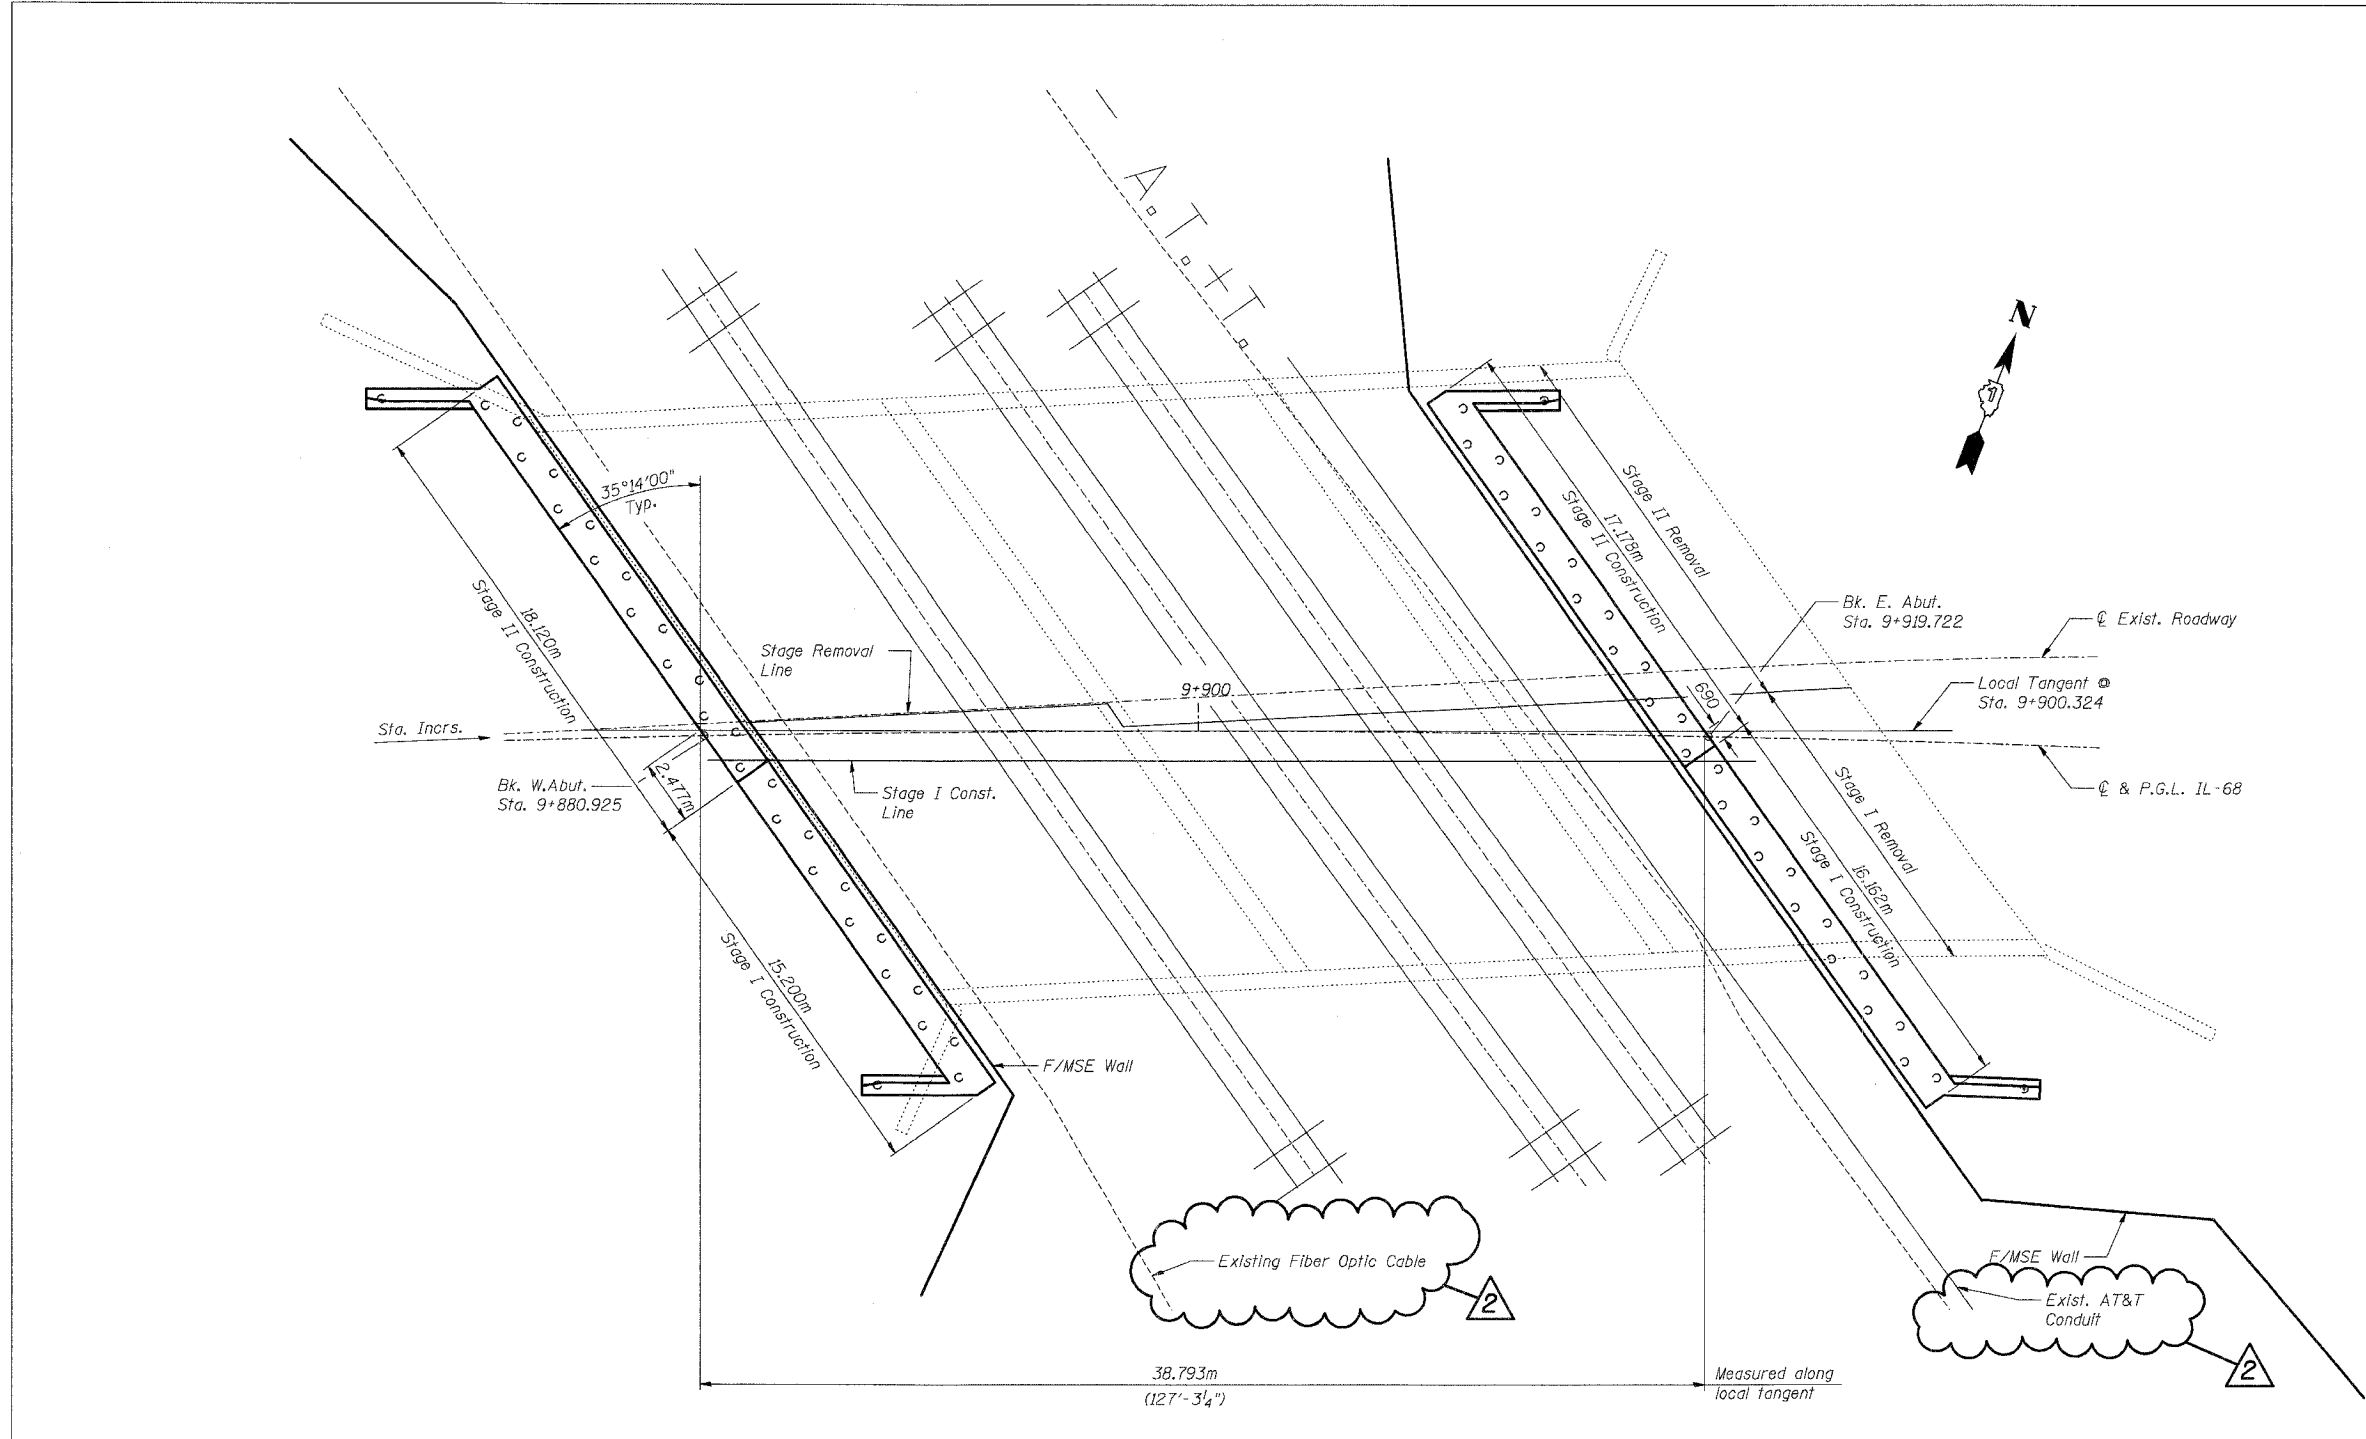 A.T.+T.
N
1
35°14'00"
Typ.
18.120m
Stage II Construction
Stage II Removal
17.178m
Stage II Construction
Bk. E. Abut.
Sta. 9+919.722
℄ Exist. Roadway
Stage Removal
Line
9+900
690
Local Tangent @
Sta. 9+900.324
Sta. Incrs.
2.477m
Bk. W.Abut.
Sta. 9+880.925
Stage I Const.
Line
℄ & P.G.L. IL-68
Stage I Removal
16.162m
Stage I Construction
15.200m
Stage I Construction
F/MSE Wall
Existing Fiber Optic Cable
2
F/MSE Wall
Exist. AT&T
Conduit
2
38.793m
(127'-3¼")
Measured along
local tangent